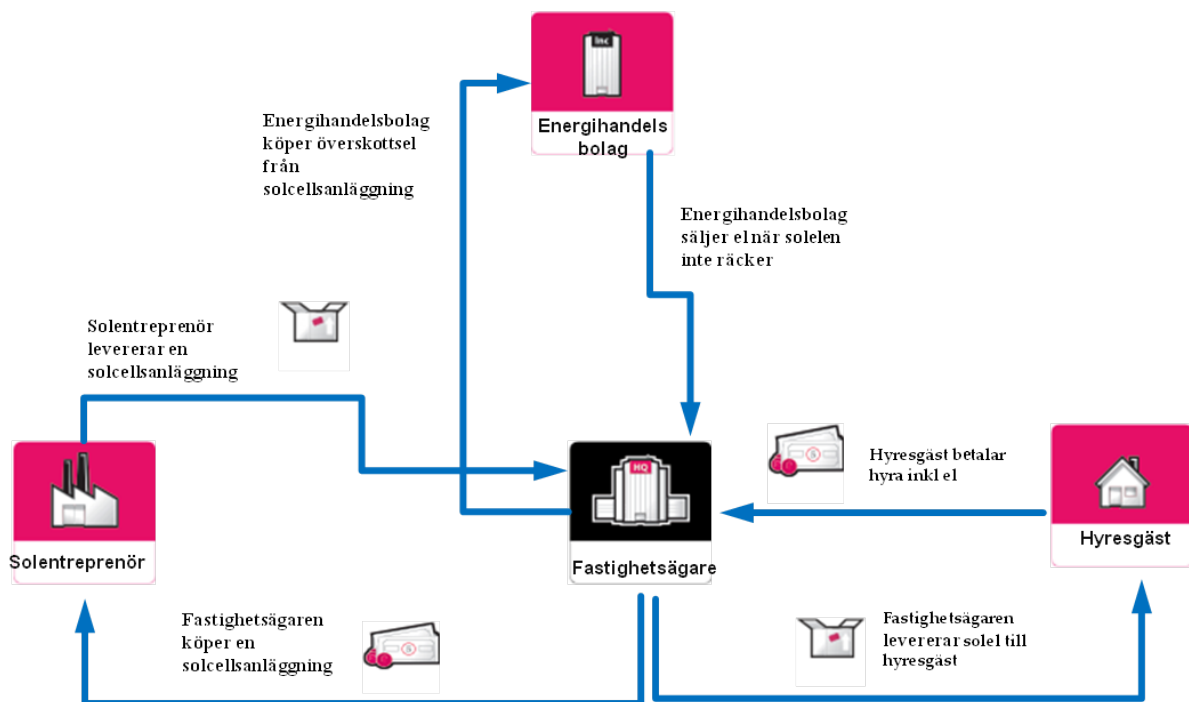 inc
Energihandels
bolag
Energihandelsbolag
köper överskottsel
från
solcellsanläggning
Energihandelsbolag
säljer el när solelen
inte räcker
Solentreprenör
levererar en
solcellsanläggning
HQ
Hyresgäst betalar
hyra inkl el
Solentreprenör
Fastighetsägare
Hyresgäst
Fastighetsägaren
köper en
solcellsanläggning
Fastighetsägaren
levererar solel till
hyresgäst